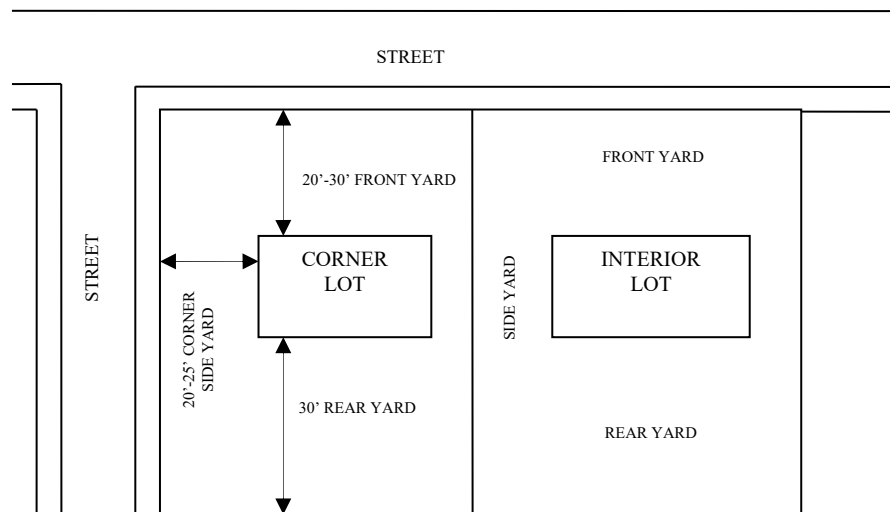 STREET
FRONT YARD
20’-30’ FRONT YARD
CORNER
LOT
INTERIOR
LOT
STREET
SIDE YARD
20’-25’ CORNER
SIDE YARD
30’ REAR YARD
REAR YARD